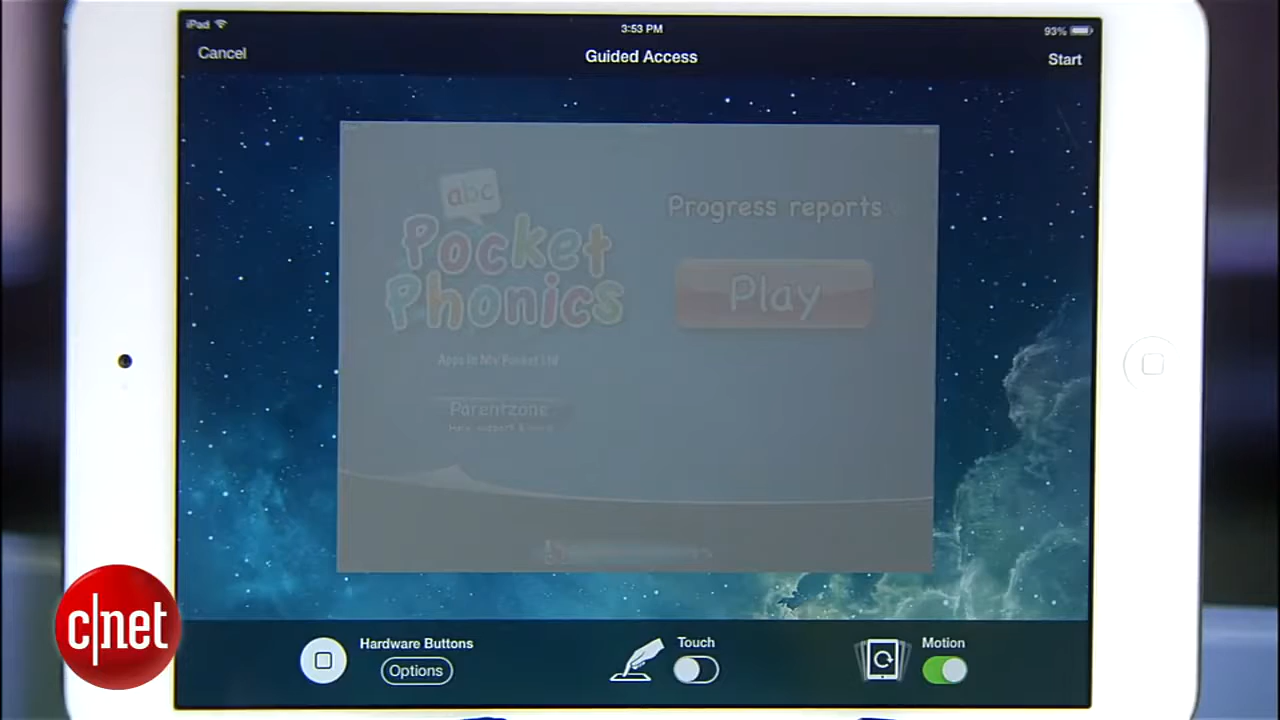 iPad
3:53 PM
93%
Cancel
Guided Access
Start
abc
Pocket
Phonics
Progress reports
Play
Apps in My Pocket Ltd
Parentzone
Hardware Buttons
Options
Touch
Motion
c|net